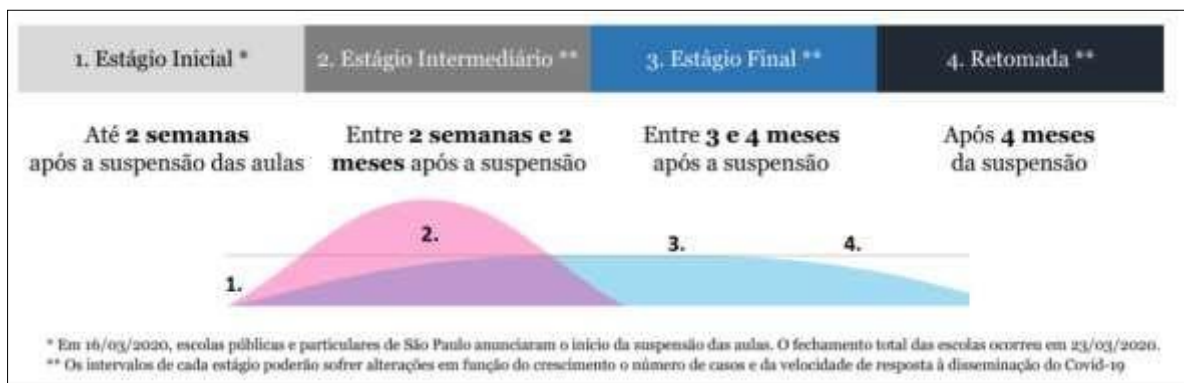 1. Estágio Inicial *
2. Estágio Intermediário **
3. Estágio Final **
4. Retomada **
Até 2 semanas
após a suspensão das aulas
Entre 2 semanas e 2
meses após a suspensão
Entre 3 e 4 meses
após a suspensão
Após 4 meses
da suspensão
1.
2.
3.
4.
* Em 16/03/2020, escolas públicas e particulares de São Paulo anunciaram o início da suspensão das aulas. O fechamento total das escolas ocorreu em 23/03/2020.
** Os intervalos de cada estágio poderão sofrer alterações em função do crescimento o número de casos e da velocidade de resposta à disseminação do Covid-19